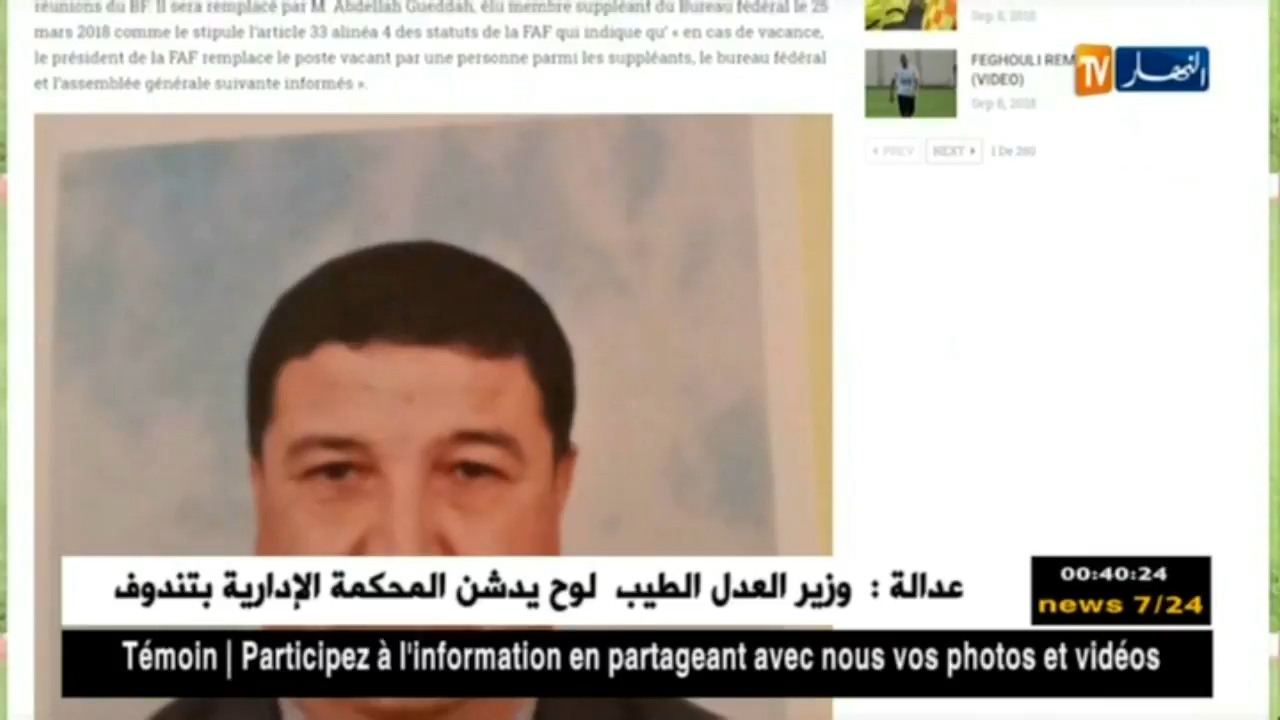 réunions du BF. Il sera remplacé par M. Abdellah Gueddah, élu membre suppléant du Bureau fédéral le 25
mars 2018 comme le stipule l'article 33 alinéa 4 des statuts de la FAF qui indique qu' « en cas de vacance,
le président de la FAF remplace le poste vacant par une personne parmi les suppléants, le bureau fédéral
et l'assemblée générale suivante informés ».
Sep 8, 2018
FEGHOULI REM
(VIDEO)
Sep 8, 2018
PREV NEXT 1 De 260
TV النهار
عدالة : وزير العدل الطيب لوح يدشن المحكمة الإدارية بتندوف
00:40:24
news 7/24
Témoin | Participez à l'information en partageant avec nous vos photos et vidéos